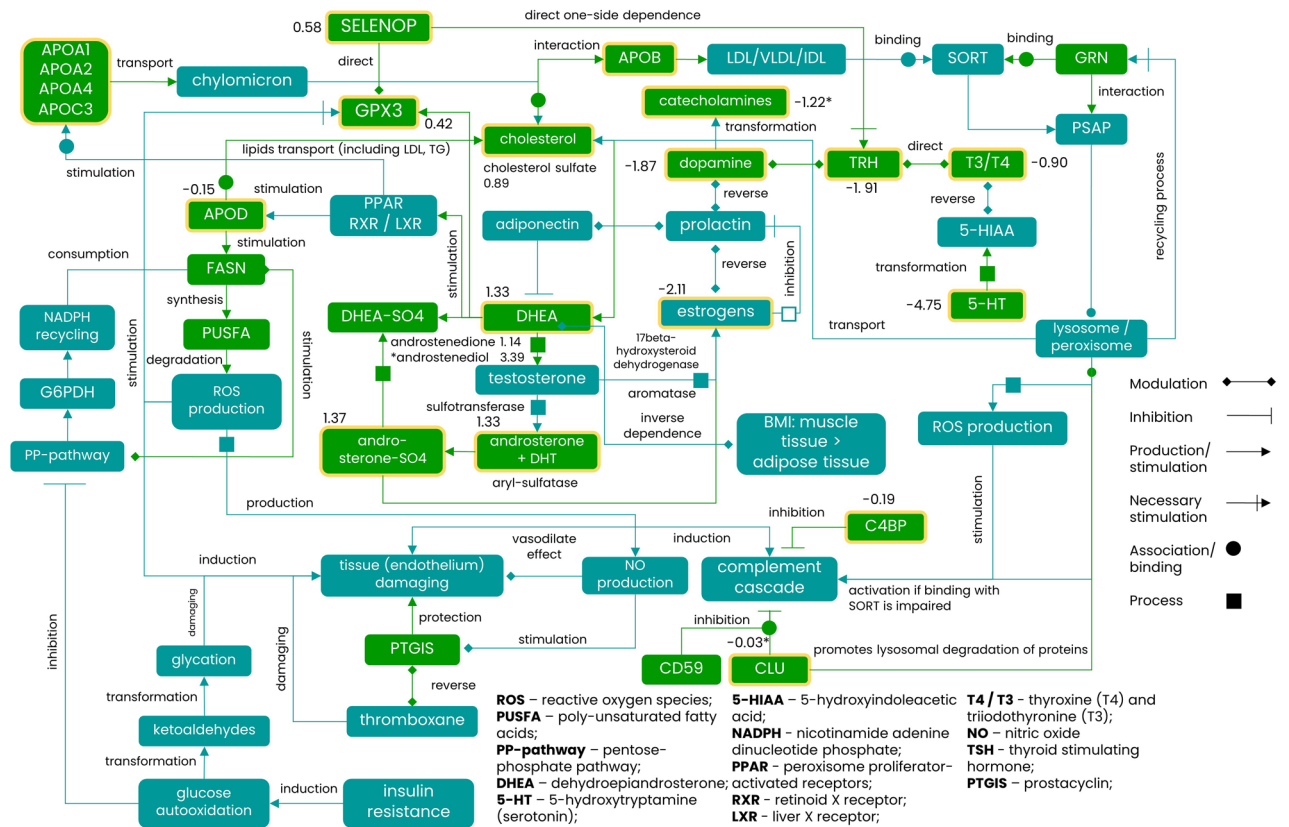 direct one-side dependence
0.58
SELENOP
APOA1
APOA2
APOA4
APOC3
transport
chylomicron
direct
interaction
APOB
LDL/VLDL/IDL
binding
SORT
binding
GRN
interaction
PSAP
GPX3
0.42
catecholamines
-1.22*
transformation
cholesterol
cholesterol sulfate
0.89
-1.87
dopamine
TRH
-1. 91
direct
T3/T4
-0.90
lipids transport (including LDL, TG)
stimulation
-0.15
APOD
stimulation
PPAR
RXR / LXR
adiponectin
reverse
prolactin
reverse
5-HIAA
recycling process
stimulation
FASN
consumption
synthesis
stimulation
reverse
inhibition
transformation
NADPH
recycling
PUSFA
DHEA-SO4
1.33
DHEA
-2.11
estrogens
-4.75
5-HT
transport
lysosome /
peroxisome
stimulation
degradation
stimulation
androstenedione 1.14
*androstenediol 3.39
17beta-
hydroxysteroid
dehydrogenase
G6PDH
ROS
production
testosterone
aromatase
sulfotransferase
1.37
1.33
inverse
dependence
BMI: muscle
tissue >
adipose tissue
ROS production
PP-pathway
andro-
sterone-SO4
androsterone
+ DHT
aryl-sulfatase
Modulation
Inhibition
Production/
stimulation
Necessary
stimulation
Association/
binding
Process
production
-0.19
inhibition
C4BP
stimulation
induction
vasodilate
effect
induction
tissue (endothelium)
damaging
NO
production
complement
cascade
activation if binding with
SORT is impaired
damaging
protection
inhibition
inhibition
-0.03*
glycation
damaging
PTGIS
stimulation
CD59
CLU
promotes lysosomal degradation of proteins
transformation
reverse
ketoaldehydes
thromboxane
transformation
glucose
autooxidation
induction
insulin
resistance
ROS – reactive oxygen species;
PUSFA – poly-unsaturated fatty
acids;
PP-pathway – pentose-
phosphate pathway;
DHEA – dehydroepiandrosterone;
5-HT – 5-hydroxytryptamine
(serotonin);
5-HIAA – 5-hydroxyindoleacetic
acid;
NADPH - nicotinamide adenine
dinucleotide phosphate;
PPAR - peroxisome proliferator-
activated receptors;
RXR - retinoid X receptor;
LXR – liver X receptor;
T4 / T3 - thyroxine (T4) and
triiodothyronine (T3);
NO – nitric oxide
TSH – thyroid stimulating
hormone;
PTGIS – prostacyclin;